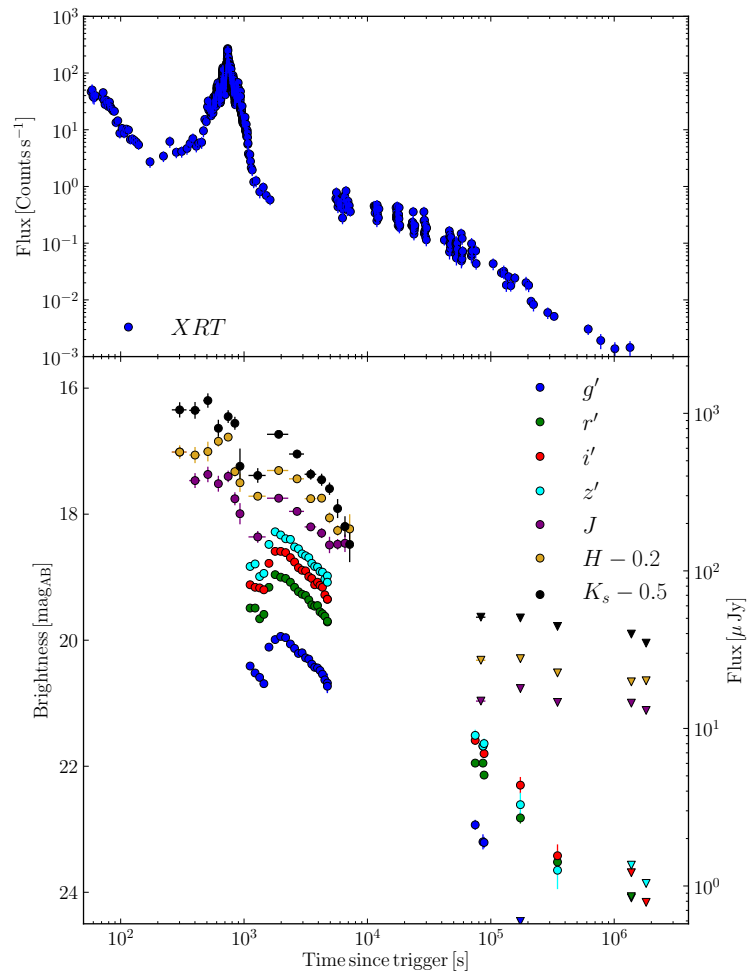 10^3
10^2
10^1
10^0
10^-1
10^-2
10^-3
Flux [Counts s^-1]
XRT
16
18
20
22
24
Brightness [mag_AB]
g′
r′
i′
z′
J
H − 0.2
K_s − 0.5
10^3
10^2
10^1
10^0
Flux [μ Jy]
10^2 10^3 10^4 10^5 10^6
Time since trigger [s]